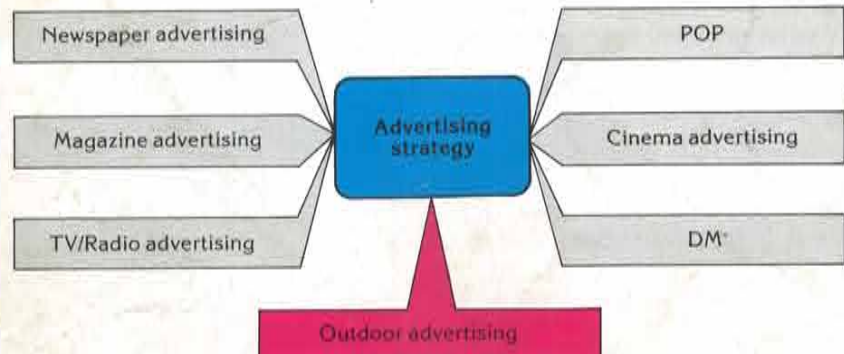 Newspaper advertising
POP
Advertising
strategy
Magazine advertising
Cinema advertising
TV/Radio advertising
DM*
Outdoor advertising